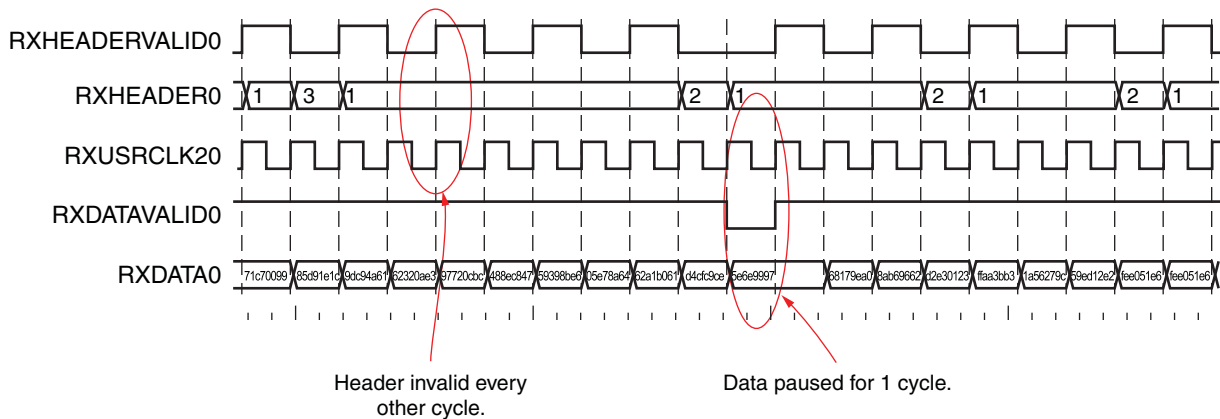 RXHEADERVALID0
RXHEADER0 1 3 1 2 1 2 1 2 1
RXUSRCLK20
RXDATAVALID0
RXDATA0 71c70099 85d91e1c 9dc94a61 62320ae3 97720cbc 488ec847 59398be6 05e78a64 62a1b061 d4cfc9ce 5e6e9997 68179ea0 8ab69662 d2e30123 ffaa3bb3 1a56279c 59ed12e2 fee051e6 fee051e6
Header invalid every Data paused for 1 cycle.
other cycle.